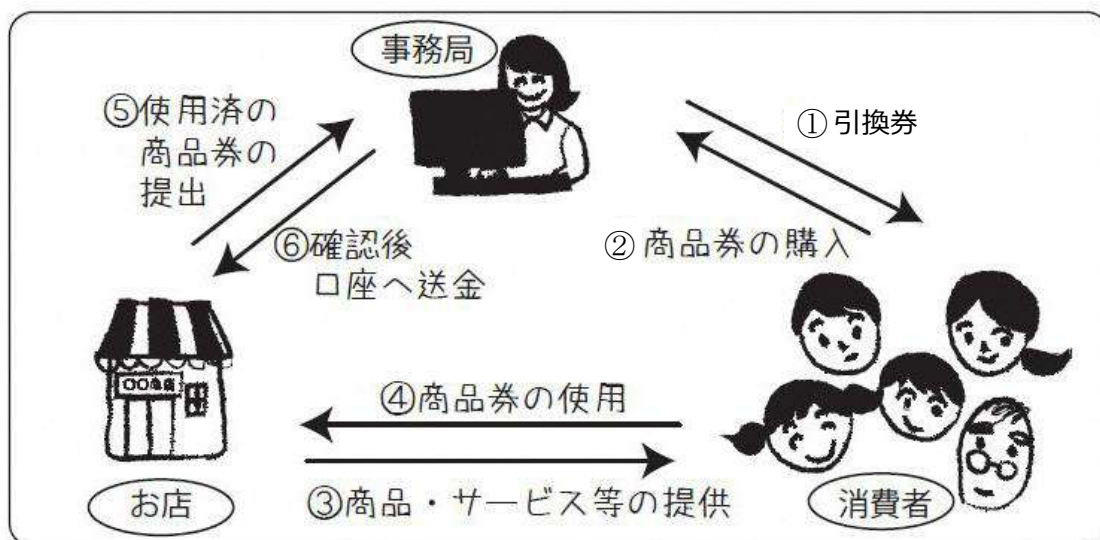 事務局
⑤使用済の
商品券の
提出
① 引換券
② 商品券の購入
⑥確認後
口座へ送金
④商品券の使用
③商品・サービス等の提供
お店
消費者